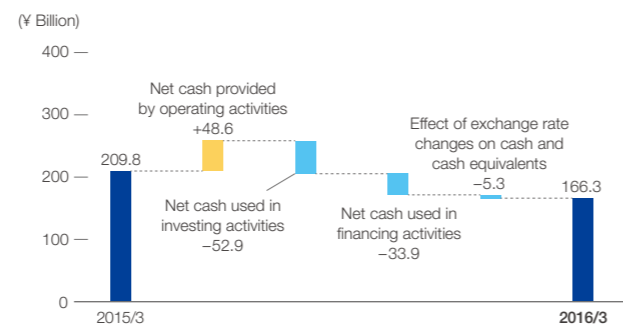 (¥ Billion)
400
300
200
100
0
209.8
Net cash provided
by operating activities
+48.6
Net cash used in
investing activities
−52.9
Net cash used in
financing activities
−33.9
Effect of exchange rate
changes on cash and
cash equivalents
−5.3
166.3
2015/3
2016/3